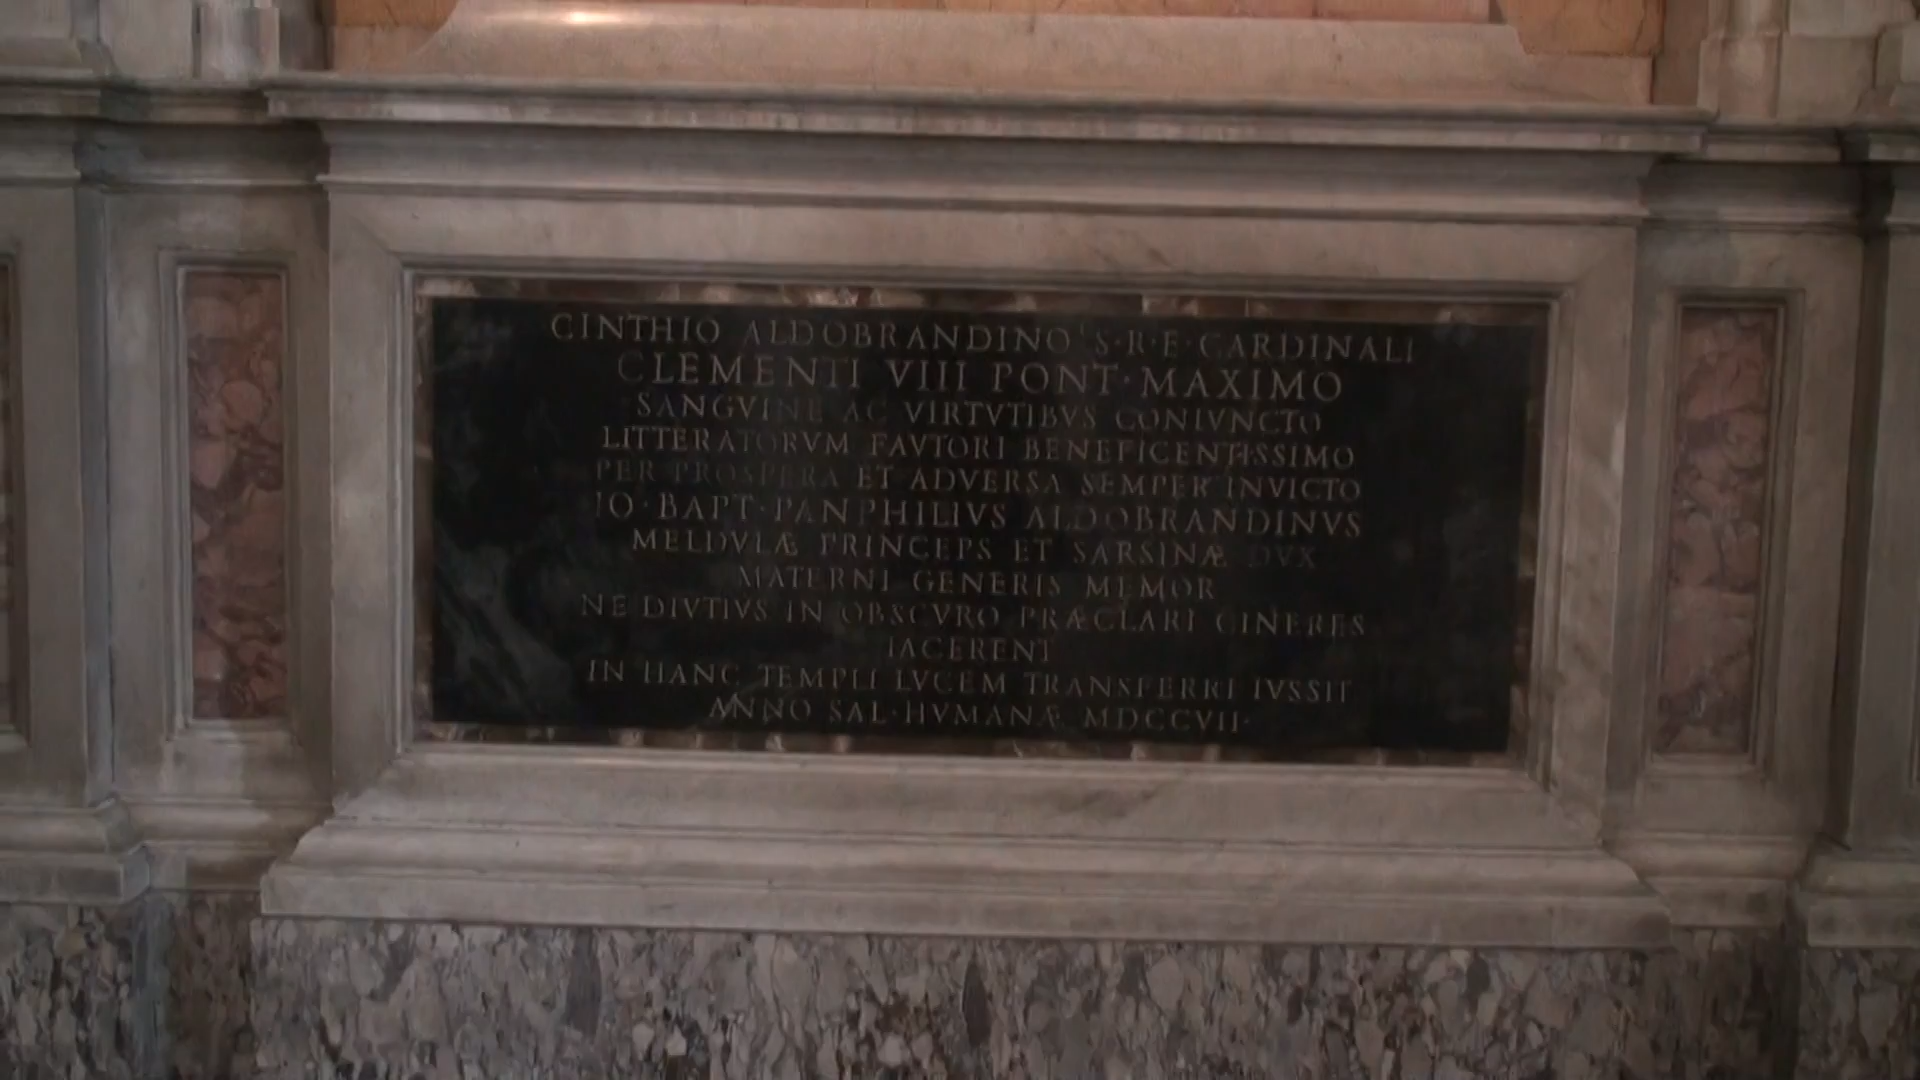 CINTHIO ALDOBRANDINO S·R·E·CARDINALI
CLEMENTI VIII PONT·MAXIMO
SANGVINE AC VIRTVTIBVS CONIVNCTO
LITTERATORVM FAVTORI BENEFICENTISSIMO
PER PROSPERA ET ADVERSA SEMPER INVICTO
IO·BAPT·PANPHILIVS ALDOBRANDINVS
MELDVLÆ PRINCEPS ET SARSINÆ DVX
MATERNI GENERIS MEMOR
NE DIVTIVS IN OBSCVRO PRÆCLARI CINERES
IACERENT
IN HANC TEMPLI LVCEM TRANSFERRI IVSSIT
ANNO SAL·HVMANÆ MDCCVII·